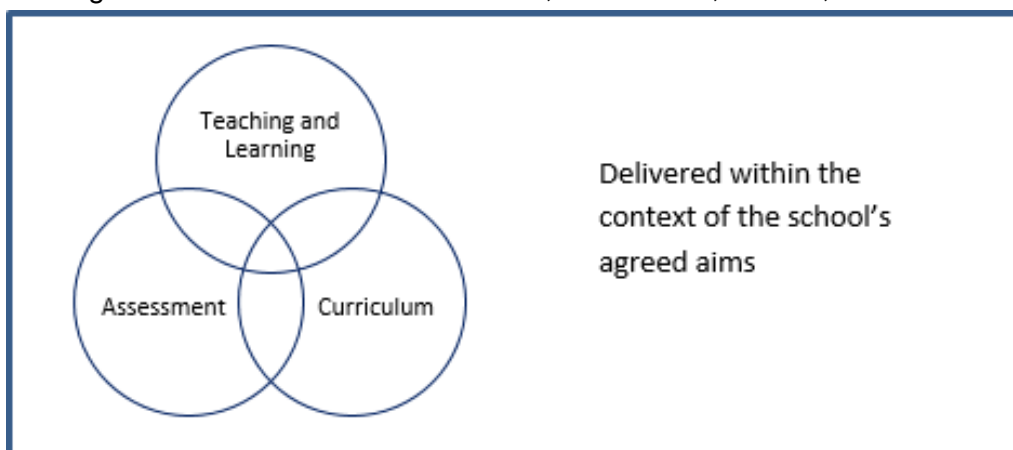 Teaching and
Learning
Assessment
Curriculum
Delivered within the
context of the school's
agreed aims